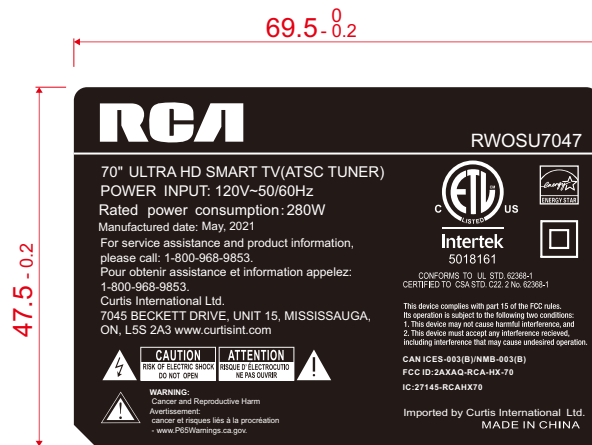 69.5- 0
0.2
47.5 - 0.2
RCA
RWOSU7047
70" ULTRA HD SMART TV(ATSC TUNER)
POWER INPUT: 120V~50/60Hz
Rated power consumption: 280W
Manufactured date: May, 2021
For service assistance and product information,
please call: 1-800-968-9853.
Pour obtenir assistance et information appelez:
1-800-968-9853.
Curtis International Ltd.
7045 BECKETT DRIVE, UNIT 15, MISSISSAUGA,
ON, L5S 2A3 www.curtisint.com
CAUTION
RISK OF ELECTRIC SHOCK
DO NOT OPEN
ATTENTION
RISQUE D'ÉLECTROCUTIO
NE PAS OUVRIR
WARNING:
Cancer and Reproductive Harm
Avertissement:
cancer et risques liés à la procréation
- www.P65Warnings.ca.gov.
ETL
CM
LISTED
C
US
Intertek
5018161
energy
ENERGY STAR
CONFORMS TO UL STD. 62368-1
CERTIFIED TO CSA STD. C22. 2 No. 62368-1
This device complies with part 15 of the FCC rules.
Its operation is subject to the following two conditions:
1. This device may not cause harmful interference, and
2. This device must accept any interference recieved,
including interference that may cause undesired operation.
CAN ICES-003(B)/NMB-003(B)
FCC ID:2AXAQ-RCA-HX-70
IC:27145-RCAHX70
Imported by Curtis International Ltd.
MADE IN CHINA